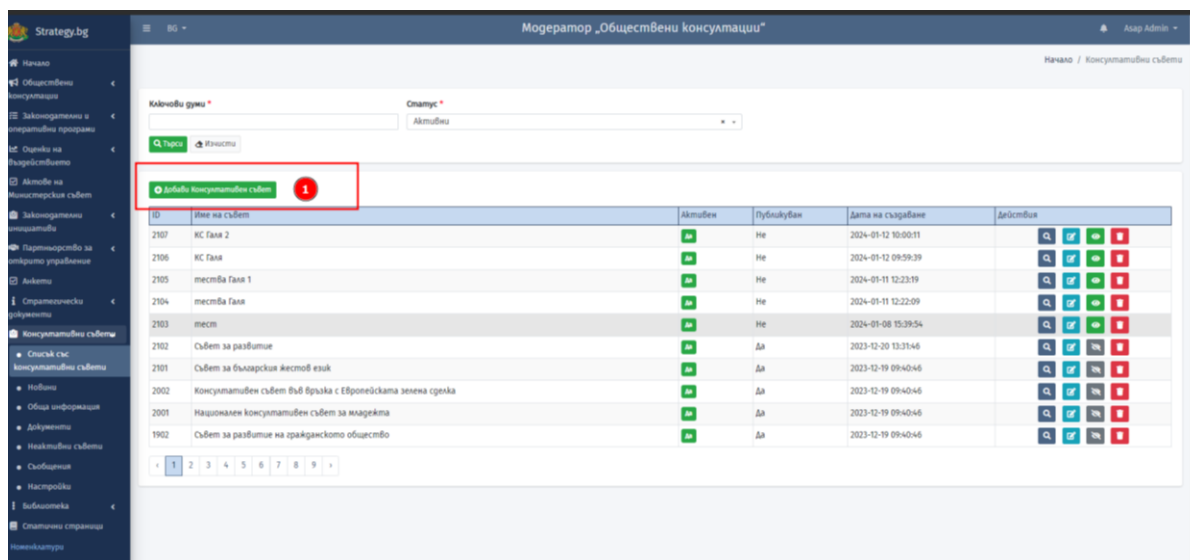 Strategy.bg
BG
Модератор „Обществени консултации“
Asap Admin
Начало
Обществени
консултации
Законодателни и
оперативни програми
Оценки на
въздействието
Актове на
Министерския съвет
Законодателни
инициативи
Партньорство за
открито управление
Анкети
Стратегически
документи
Консултативни съвети
Списък със
консултативни съвети
Новини
Обща информация
Документи
Неактивни съвети
Съобщения
Настройки
Библиотека
Статични страници
Номенклатури
Начало / Консултативни съвети
Ключови думи * Статус *
Активни × 
Търси Изчисти
Добави Консултативен съвет 1
ID Име на съвет Активен Публикуван Дата на създаване Действия
2107 КС Галя 2 Да Не 2024-01-12 10:00:11
2106 КС Галя Да Не 2024-01-12 09:59:39
2105 тества Галя 1 Да Не 2024-01-11 12:23:19
2104 тества Галя Да Не 2024-01-11 12:22:09
2103 тест Да Не 2024-01-08 15:39:54
2102 Съвет за развитие Да Да 2023-12-20 13:31:46
2101 Съвет за българския жестов език Да Да 2023-12-19 09:40:46
2002 Консултативен съвет във връзка с Европейската зелена сделка Да Да 2023-12-19 09:40:46
2001 Национален консултативен съвет за младежта Да Да 2023-12-19 09:40:46
1902 Съвет за развитие на гражданското общество Да Да 2023-12-19 09:40:46
‹ 1 2 3 4 5 6 7 8 9 ›